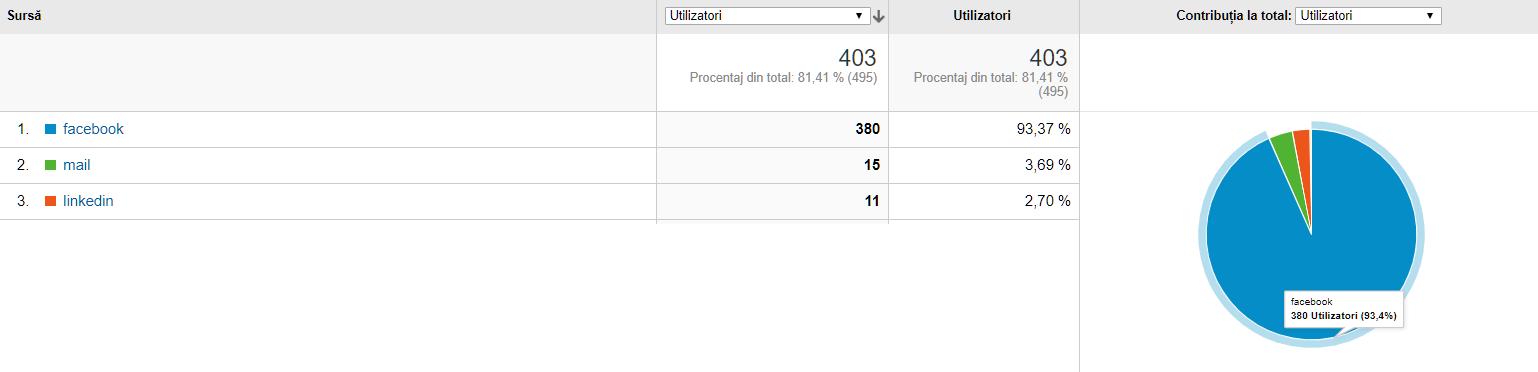 Sursă
Utilizatori
Utilizatori
Contribuția la total: Utilizatori
403
Procentaj din total: 81,41 % (495)
403
Procentaj din total: 81,41 %
(495)
1. facebook 380 93,37 %
2. mail 15 3,69 %
3. linkedin 11 2,70 %
facebook
380 Utilizatori (93,4%)